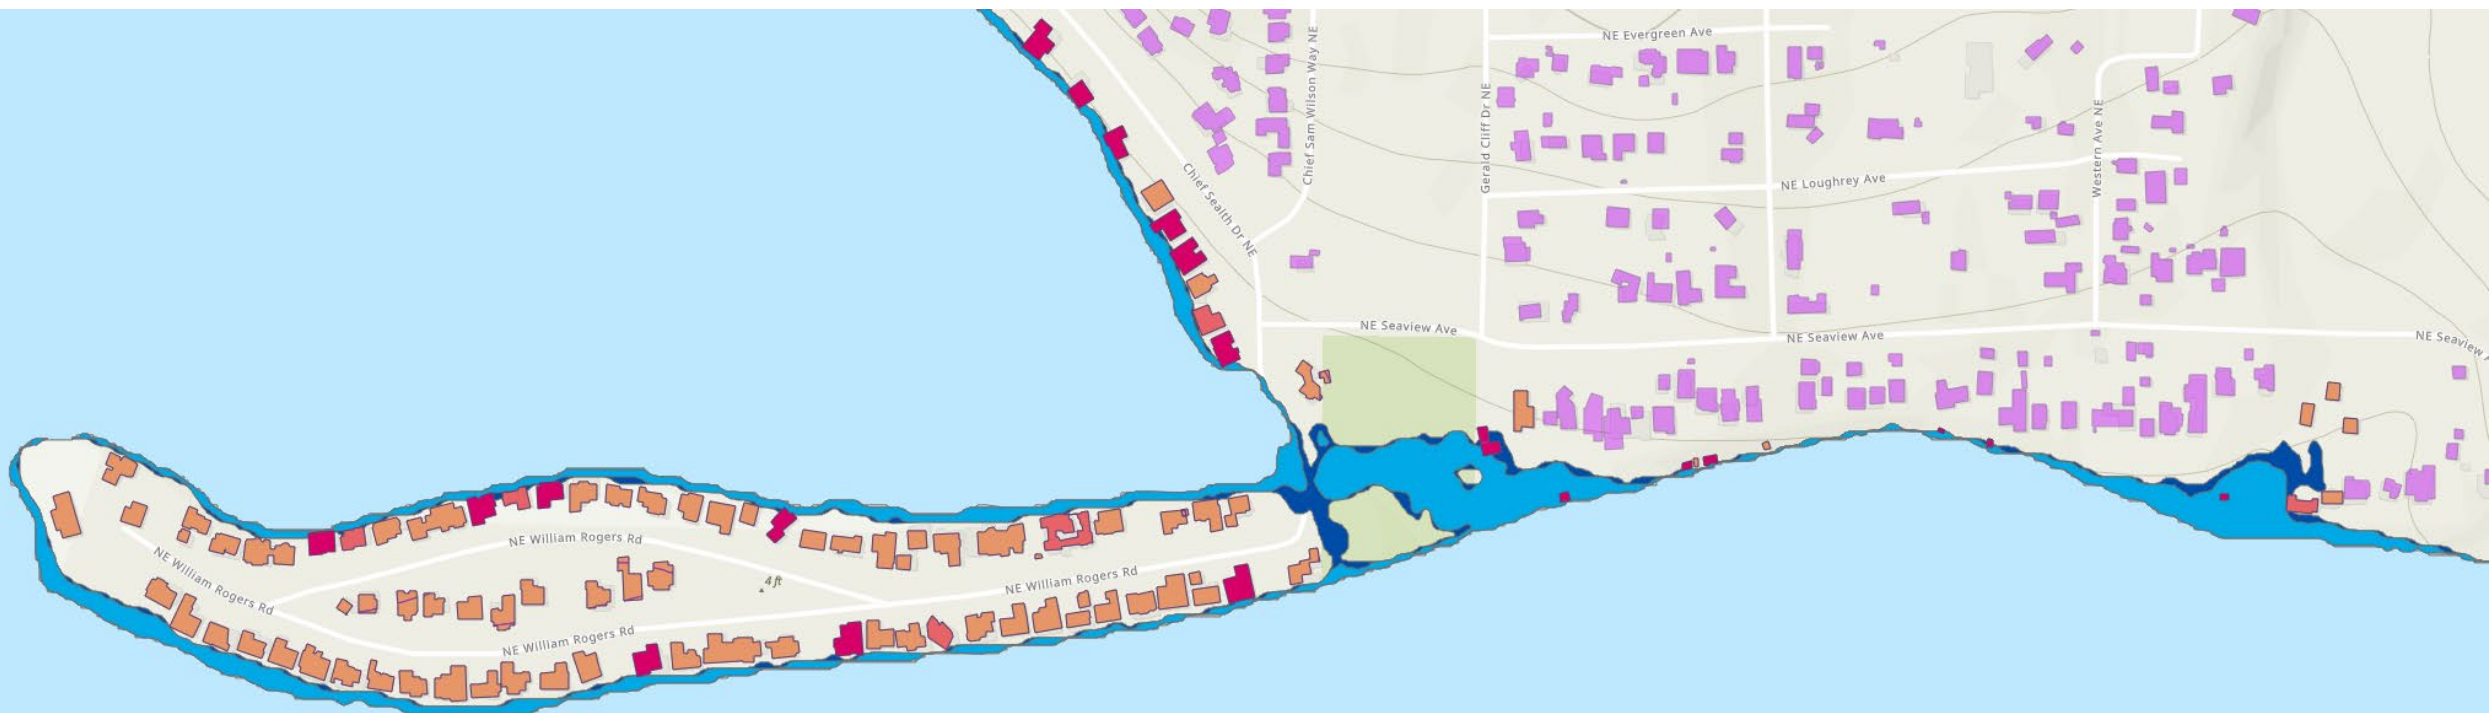 NE Evergreen Ave
Chief Sam Wilson Way NE
Gerald Cliff Dr NE
Western Ave NE
NE Loughrey Ave
Chief Sealth Dr NE
NE Seaview Ave
NE Seaview Ave
NE Seaview A
NE William Rogers Rd
NE William Rogers Rd
4 ft
NE William Rogers Rd
NE William Rogers Rd